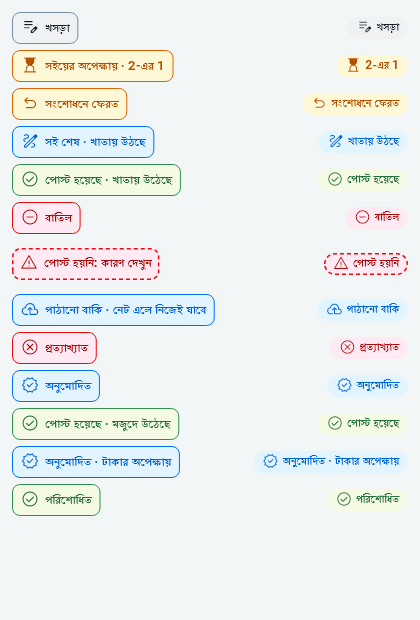 খসড়া
খসড়া
সইয়ের অপেক্ষায় · 2-এর 1
2-এর 1
সংশোধনে ফেরত
সংশোধনে ফেরত
সই শেষ · খাতায় উঠছে
খাতায় উঠছে
পোস্ট হয়েছে · খাতায় উঠেছে
পোস্ট হয়েছে
বাতিল
বাতিল
পোস্ট হয়নি: কারণ দেখুন
পোস্ট হয়নি
পাঠানো বাকি · নেট এলে নিজেই যাবে
পাঠানো বাকি
প্রত্যাখ্যাত
প্রত্যাখ্যাত
অনুমোদিত
অনুমোদিত
পোস্ট হয়েছে · মজুদে উঠেছে
পোস্ট হয়েছে
অনুমোদিত · টাকার অপেক্ষায়
অনুমোদিত · টাকার অপেক্ষায়
পরিশোধিত
পরিশোধিত